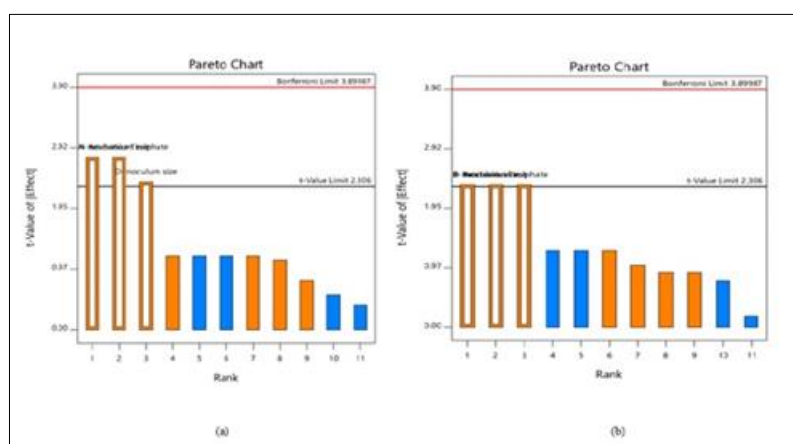 Pareto Chart
Bonferroni Limit 3.89987
3.90
2.92
t-Value Limit 2.306
1.95
0.97
0.00
t-Value of |Effect|
1 2 3 4 5 6 7 8 9 10 11
Rank
(a)
Pareto Chart
Bonferroni Limit 3.89987
3.90
2.92
t-Value Limit 2.306
1.95
0.97
0.00
t-Value of |Effect|
1 2 3 4 5 6 7 8 9 10 11
Rank
(b)